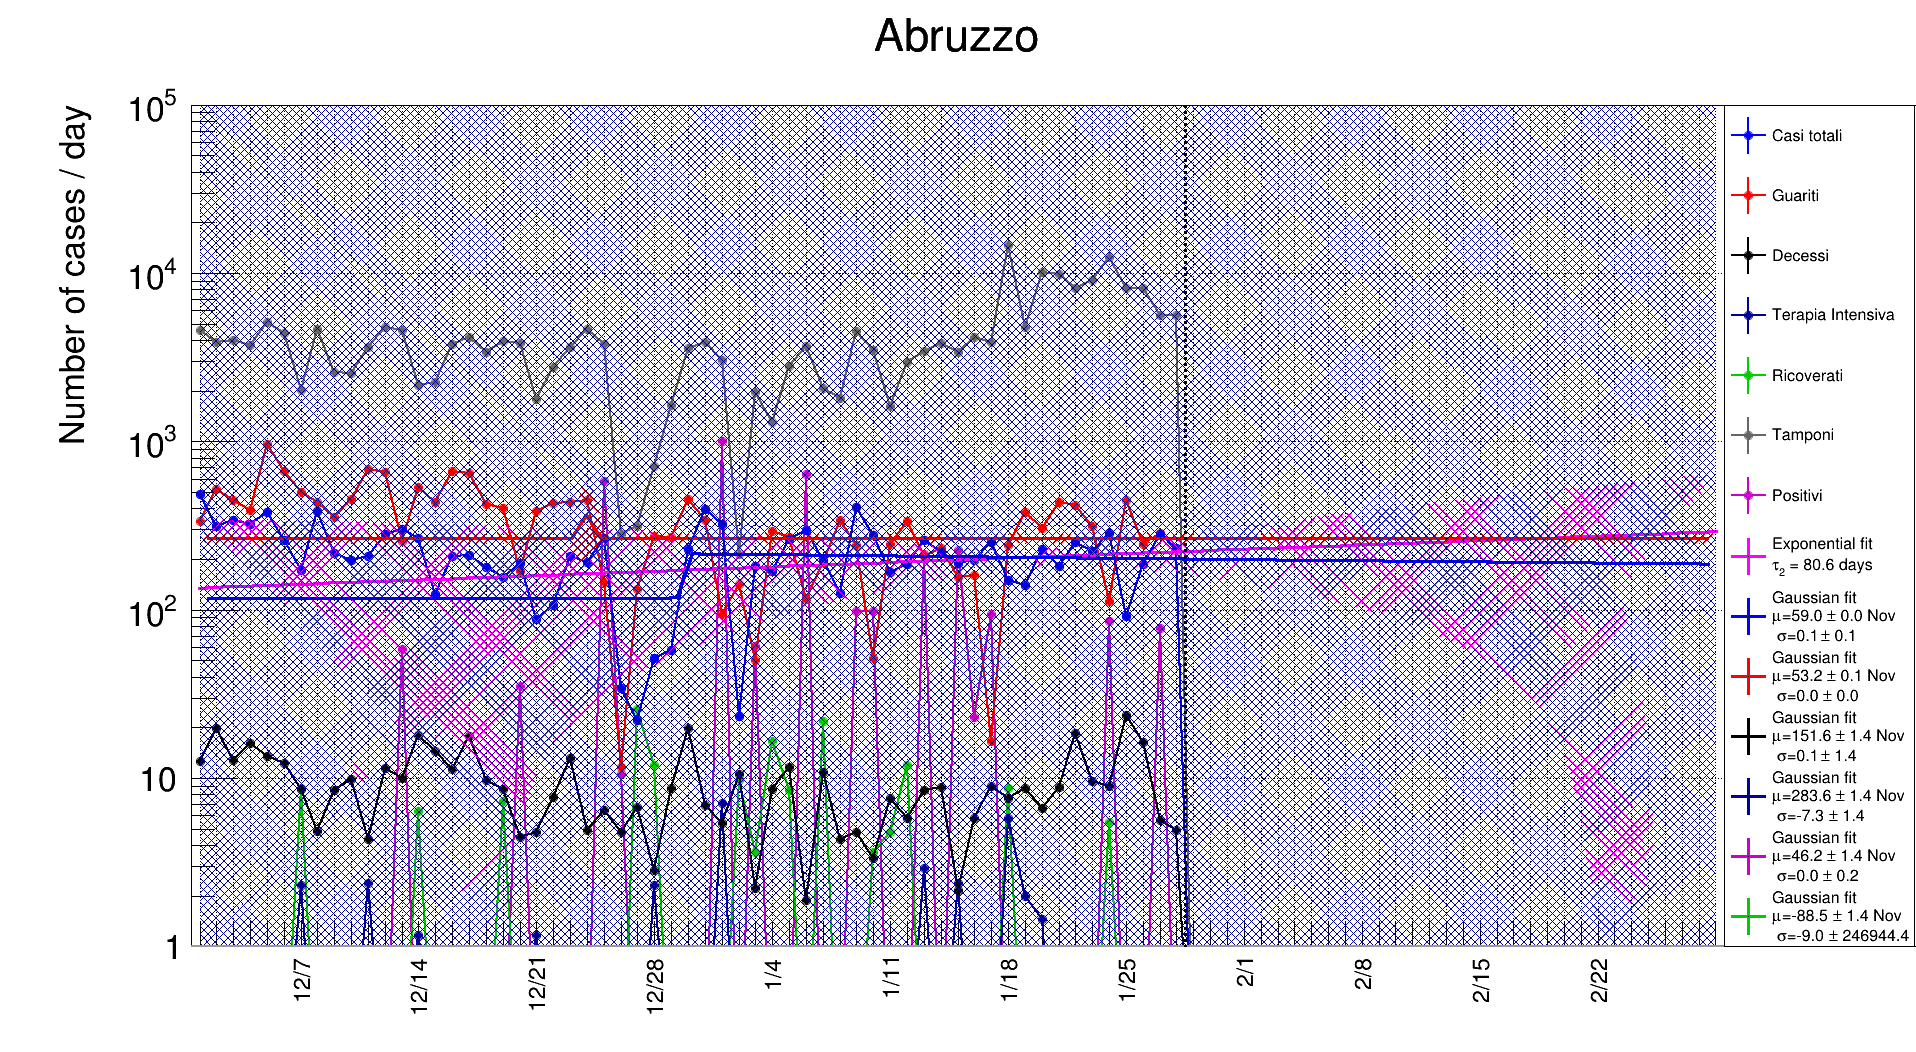 Abruzzo
Number of cases / day
10^5
10^4
10^3
10^2
10
1
12/7
12/14
12/21
12/28
1/4
1/11
1/18
1/25
2/1
2/8
2/15
2/22
Casi totali
Guariti
Decessi
Terapia Intensiva
Ricoverati
Tamponi
Positivi
Exponential fit
τ₂ = 80.6 days
Gaussian fit
μ=59.0 ± 0.0 Nov
σ=0.1 ± 0.1
Gaussian fit
μ=53.2 ± 0.1 Nov
σ=0.0 ± 0.0
Gaussian fit
μ=151.6 ± 1.4 Nov
σ=0.1 ± 1.4
Gaussian fit
μ=283.6 ± 1.4 Nov
σ=-7.3 ± 1.4
Gaussian fit
μ=46.2 ± 1.4 Nov
σ=0.0 ± 0.2
Gaussian fit
μ=-88.5 ± 1.4 Nov
σ=-9.0 ± 246944.4